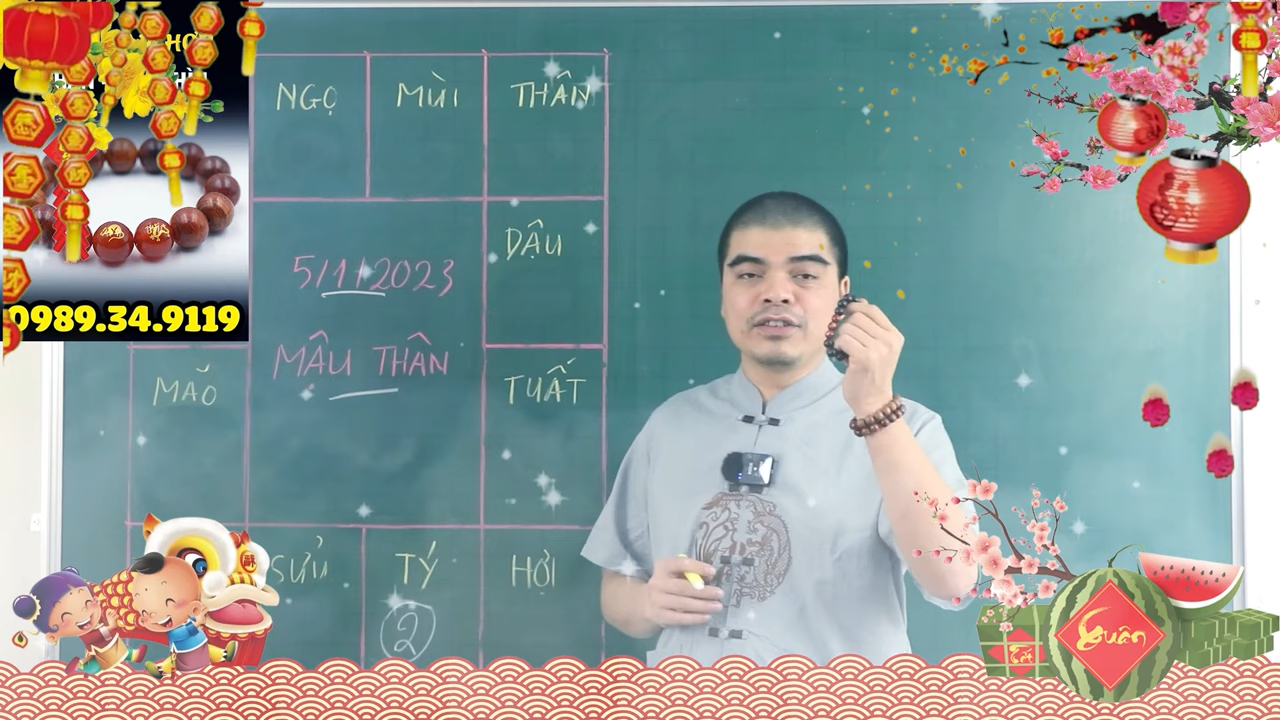 0989.34.9119
NGỌ
MÙI
THÂN
DẬU
5/1/2023
MẬU THÂN
MÃO
TUẤT
SỬU
TÝ
HỢI
2
Xuân
Tết